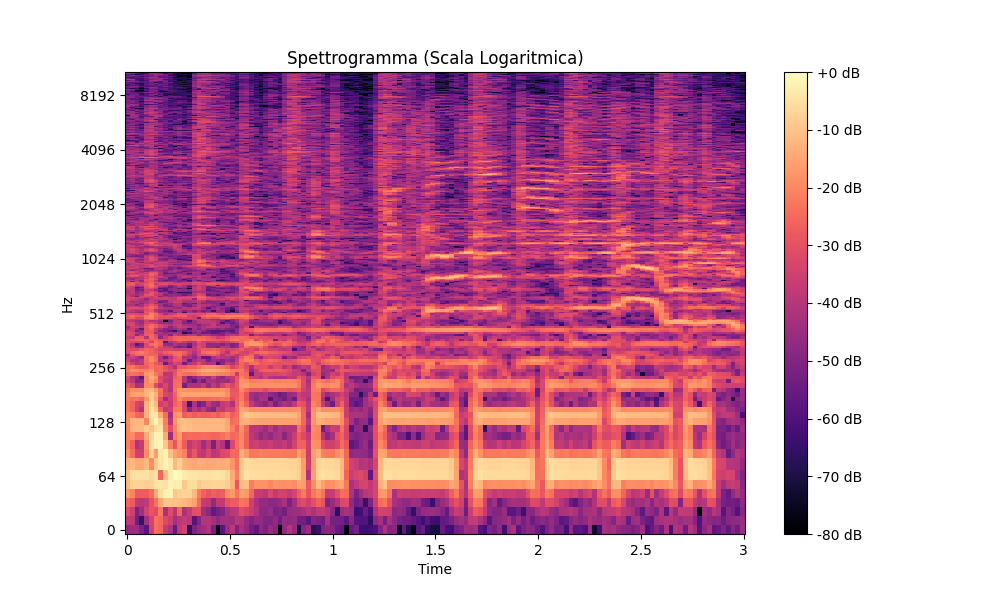 Spettrogramma (Scala Logaritmica)
8192
4096
2048
1024
512
256
128
64
0
Hz
0
0.5
1
1.5
2
2.5
3
Time
+0 dB
-10 dB
-20 dB
-30 dB
-40 dB
-50 dB
-60 dB
-70 dB
-80 dB